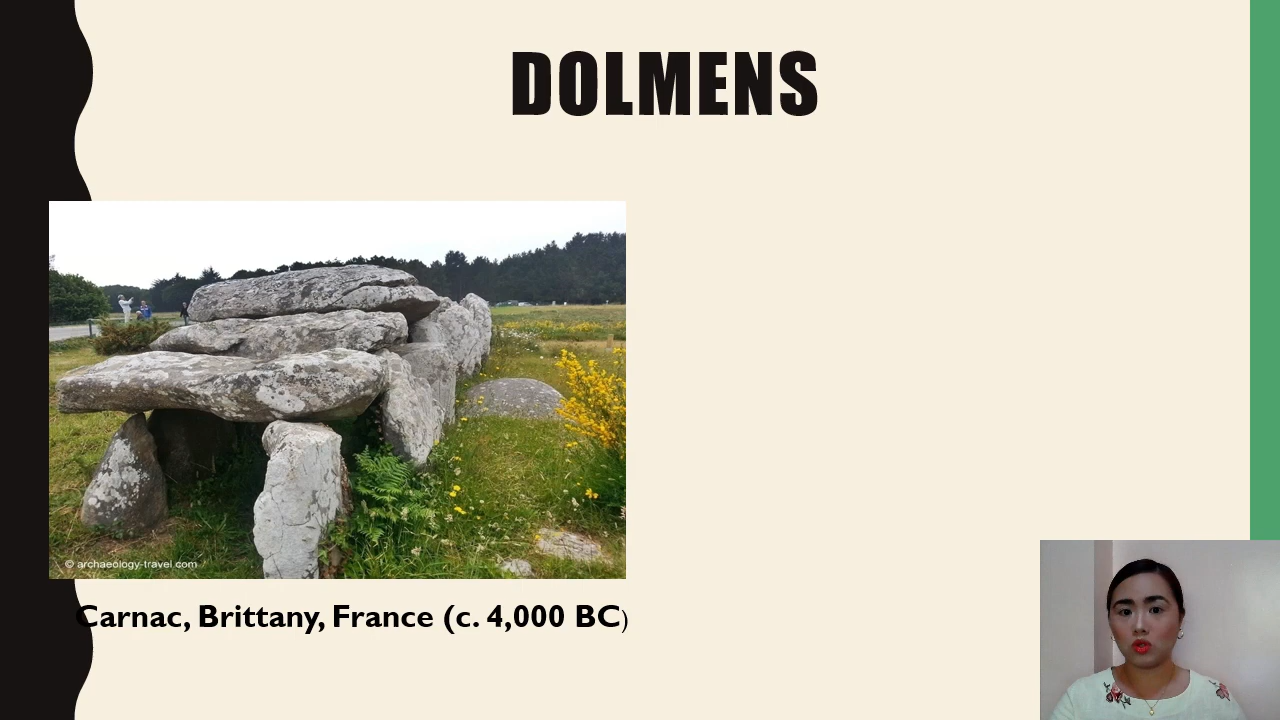 DOLMENS
© archaeology-travel.com
Carnac, Brittany, France (c. 4,000 BC)